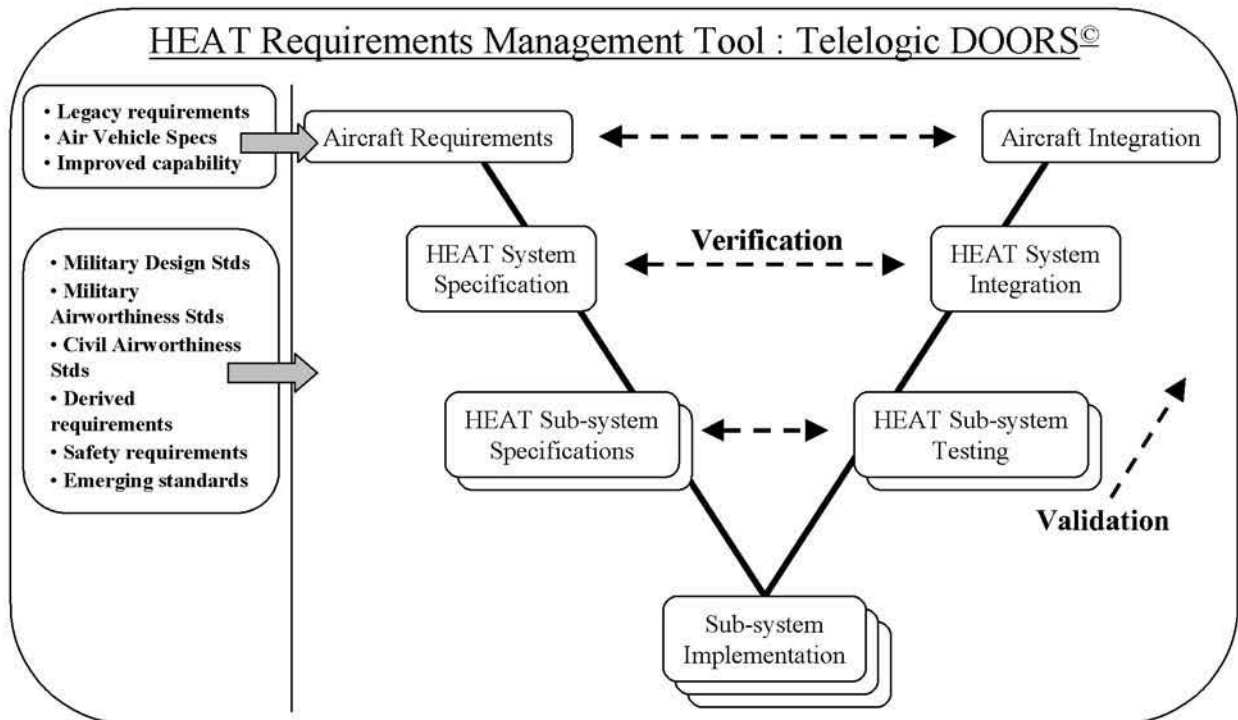 HEAT Requirements Management Tool : Telelogic DOORS©
• Legacy requirements
• Air Vehicle Specs
• Improved capability
Aircraft Requirements
Aircraft Integration
HEAT System
Specification
Verification
HEAT System
Integration
• Military Design Stds
• Military
Airworthiness Stds
• Civil Airworthiness
Stds
• Derived
requirements
• Safety requirements
• Emerging standards
HEAT Sub-system
Specifications
HEAT Sub-system
Testing
Validation
Sub-system
Implementation